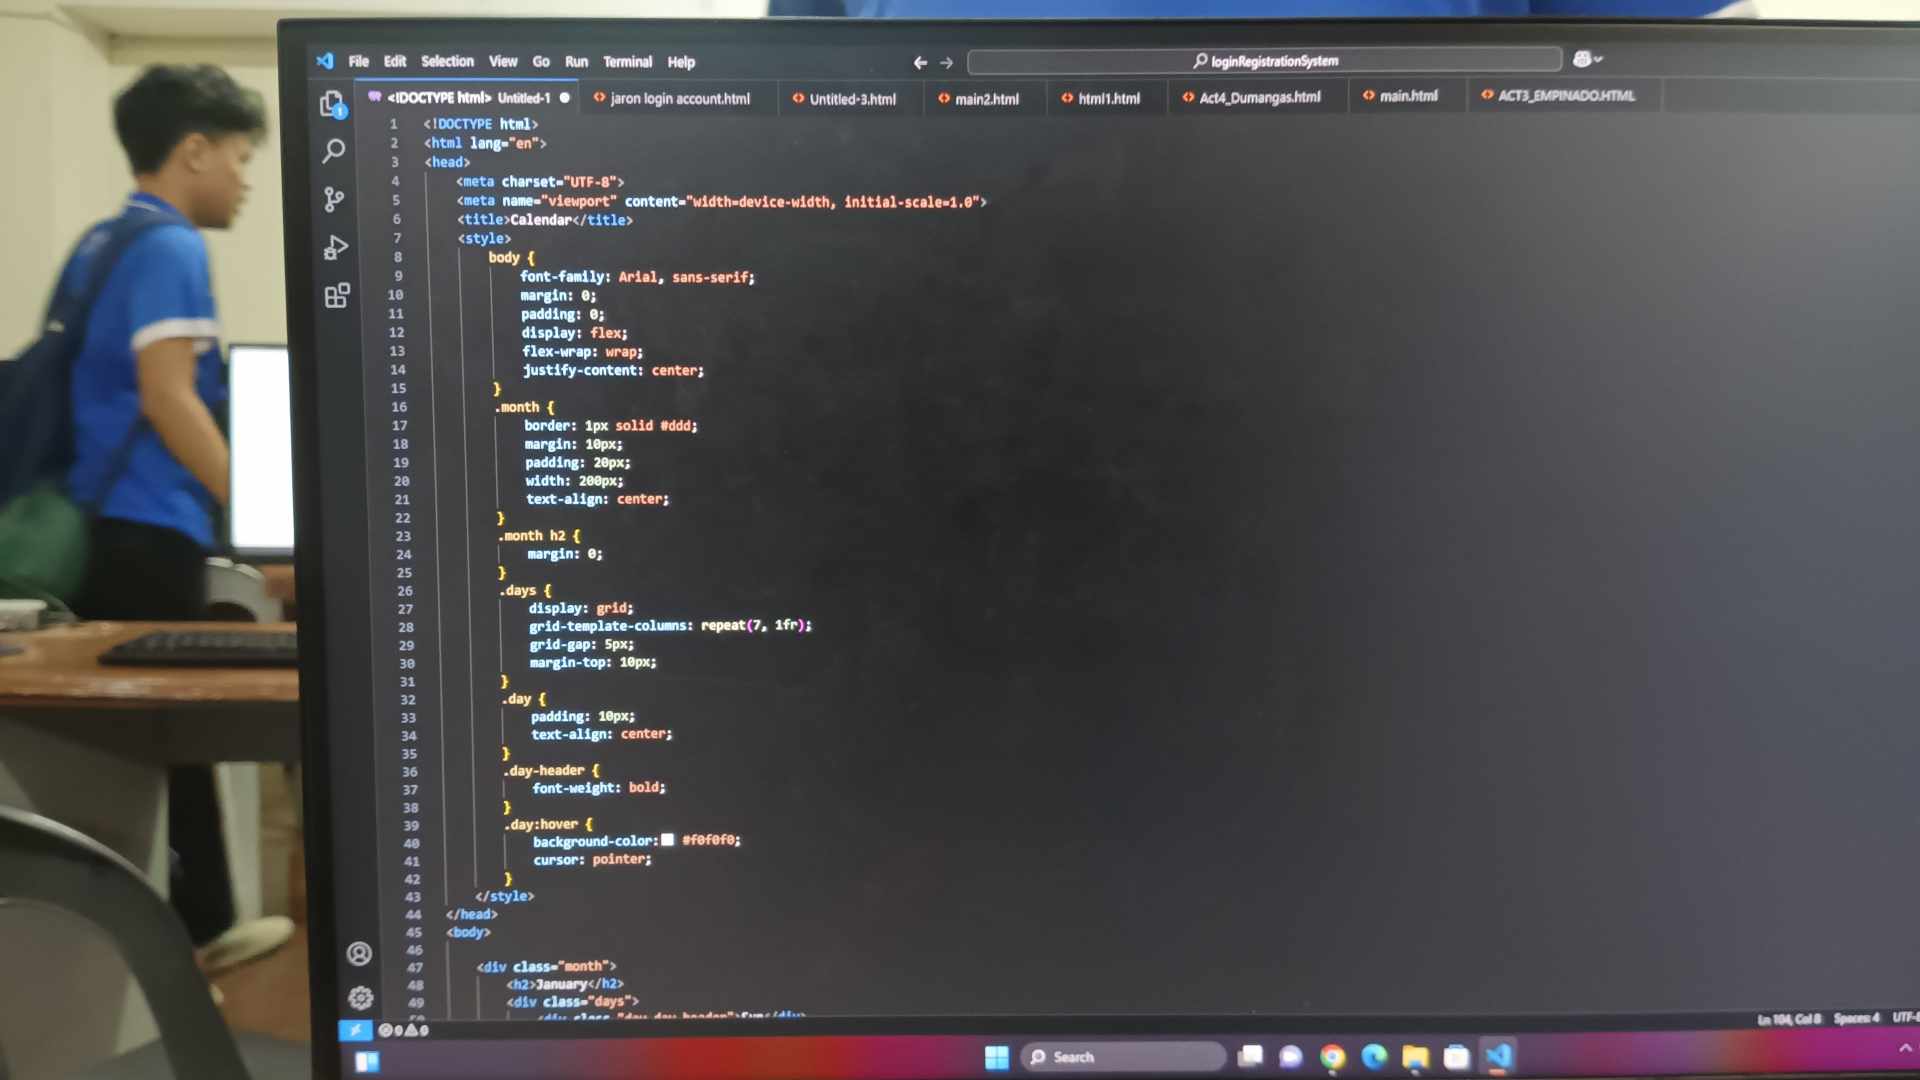 File Edit Selection View Go Run Terminal Help
loginRegistrationSystem
<!DOCTYPE html> Untitled-1 jaron login account.html Untitled-3.html main2.html html1.html Act4_Dumangas.html main.html ACT3_EMPINADO.HTML
1 <!DOCTYPE html>
2 <html lang="en">
3 <head>
4 <meta charset="UTF-8">
5 <meta name="viewport" content="width=device-width, initial-scale=1.0">
6 <title>Calendar</title>
7 <style>
8 body {
9 font-family: Arial, sans-serif;
10 margin: 0;
11 padding: 0;
12 display: flex;
13 flex-wrap: wrap;
14 justify-content: center;
15 }
16 .month {
17 border: 1px solid #ddd;
18 margin: 10px;
19 padding: 20px;
20 width: 200px;
21 text-align: center;
22 }
23 .month h2 {
24 margin: 0;
25 }
26 .days {
27 display: grid;
28 grid-template-columns: repeat(7, 1fr);
29 grid-gap: 5px;
30 margin-top: 10px;
31 }
32 .day {
33 padding: 10px;
34 text-align: center;
35 }
36 .day-header {
37 font-weight: bold;
38 }
39 .day:hover {
40 background-color: #f0f0f0;
41 cursor: pointer;
42 }
43 </style>
44 </head>
45 <body>
46
47 <div class="month">
48 <h2>January</h2>
49 <div class="days">
50 <div class="day day-header">Sun</div>
0 0
Ln 104, Col 8 Spaces: 4 UTF-8
Search